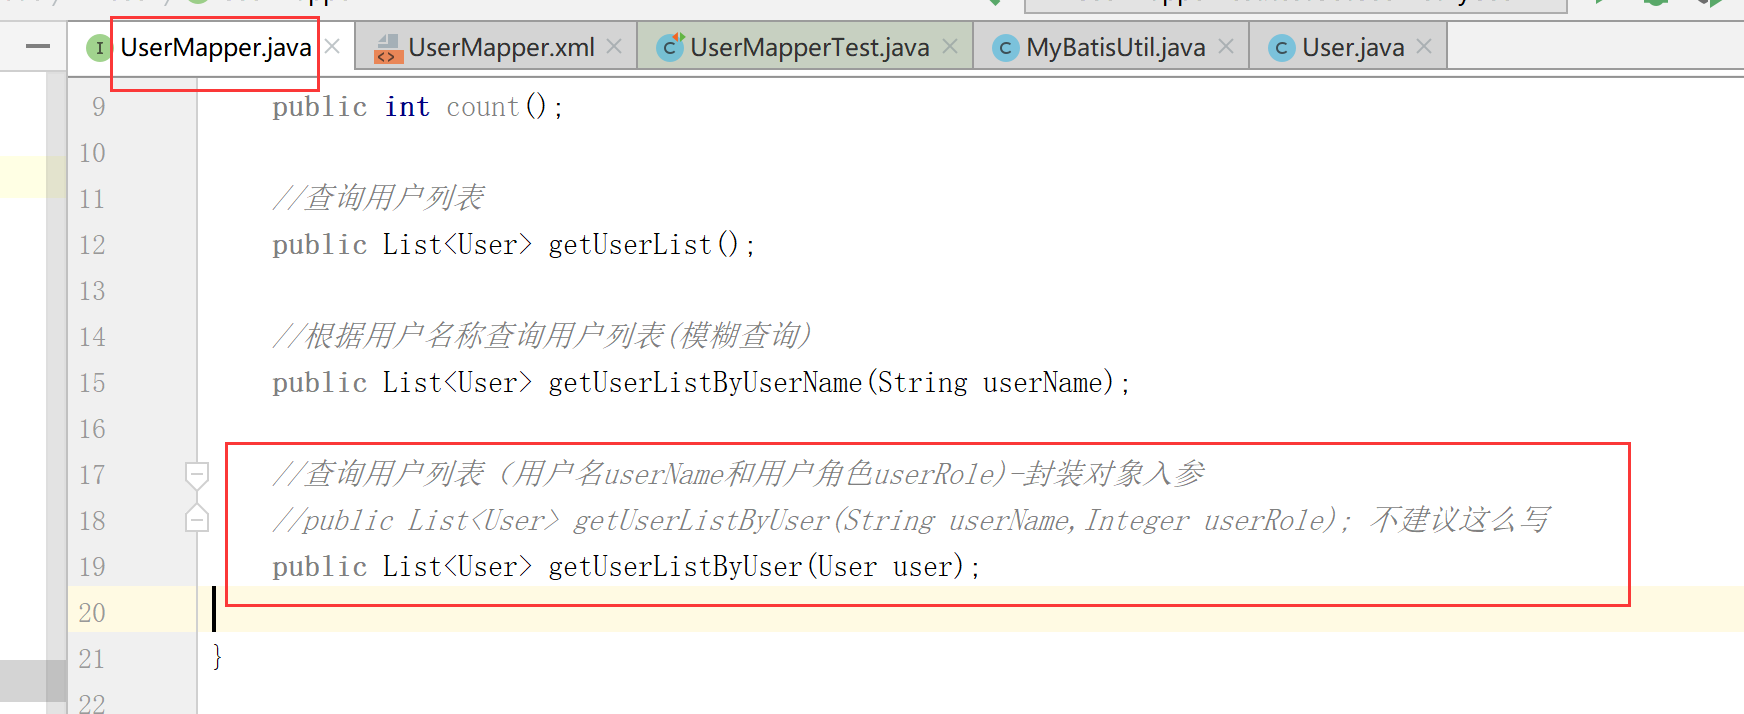 UserMapper.java UserMapper.xml UserMapperTest.java MyBatisUtil.java User.java
9 public int count();
10
11 //查询用户列表
12 public List<User> getUserList();
13
14 //根据用户名称查询用户列表(模糊查询)
15 public List<User> getUserListByUserName(String userName);
16
17 //查询用户列表（用户名userName和用户角色userRole)-封装对象入参
18 //public List<User> getUserListByUser(String userName,Integer userRole); 不建议这么写
19 public List<User> getUserListByUser(User user);
20
21 }
22